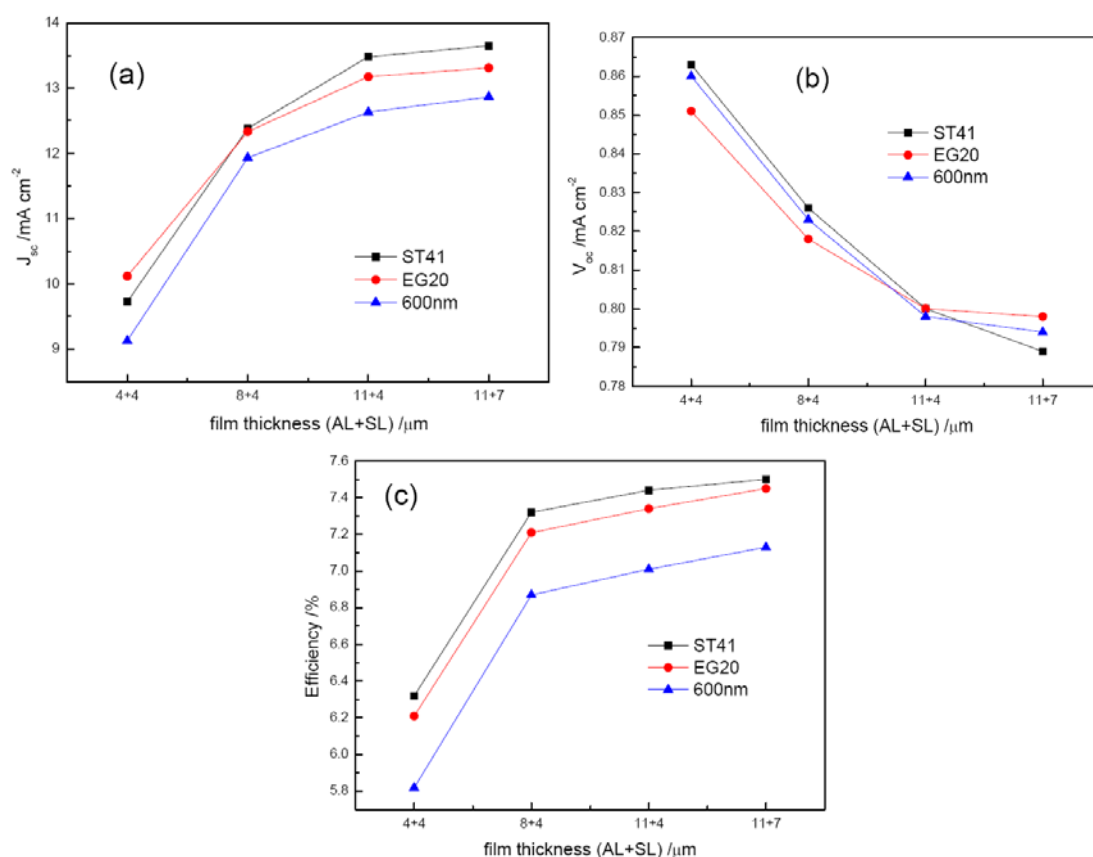 (a)
14
13
12
11
10
9
J_sc /mA cm^-2
4+4 8+4 11+4 11+7
film thickness (AL+SL) /μm
ST41
EG20
600nm
(b)
0.87
0.86
0.85
0.84
0.83
0.82
0.81
0.80
0.79
0.78
V_oc /mA cm^-2
4+4 8+4 11+4 11+7
film thickness (AL+SL) /μm
ST41
EG20
600nm
(c)
7.6
7.4
7.2
7.0
6.8
6.6
6.4
6.2
6.0
5.8
Efficiency /%
4+4 8+4 11+4 11+7
film thickness (AL+SL) /μm
ST41
EG20
600nm